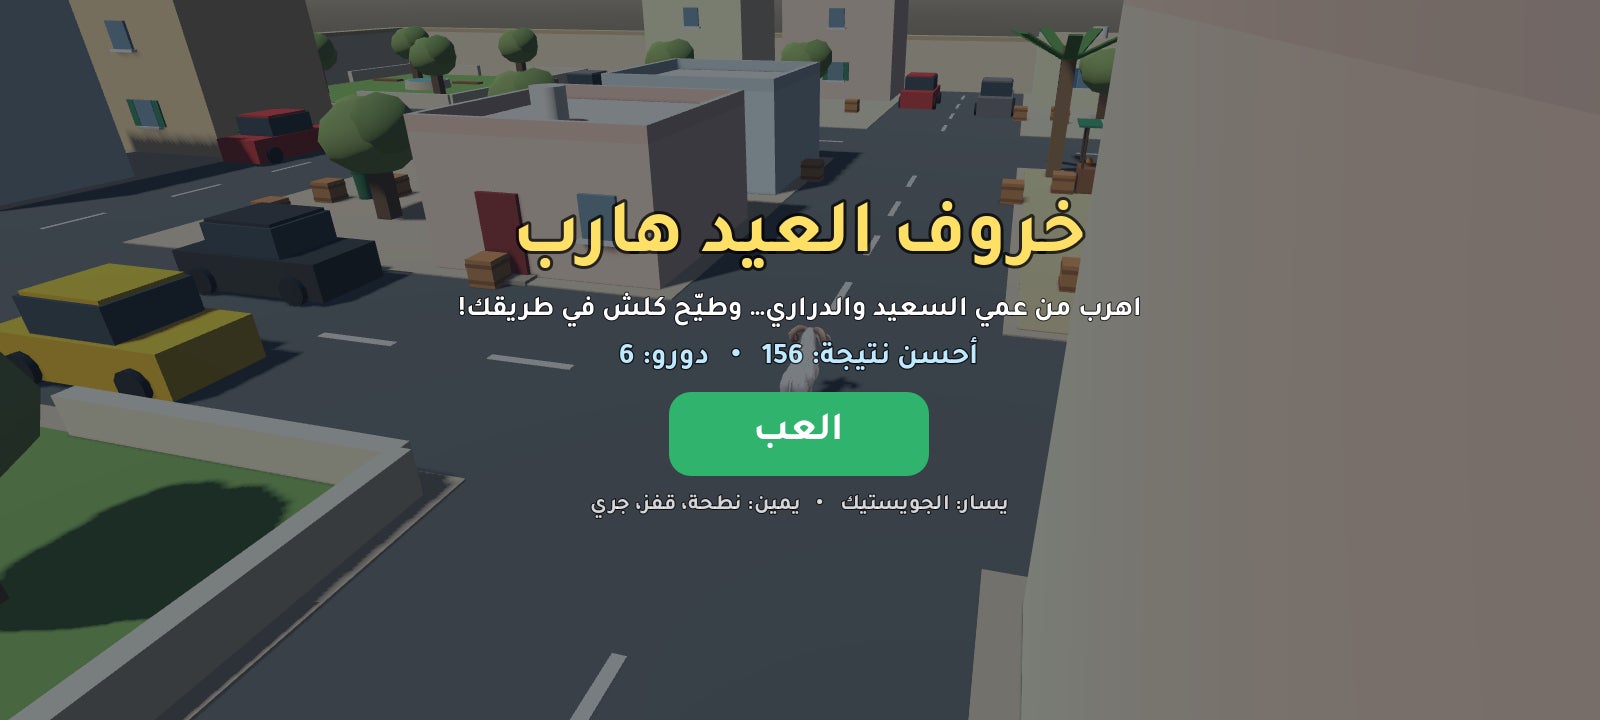 خروف العيد هارب
اهرب من عمي السعيد والدراري… وطيّح كلش في طريقك!
أحسن نتيجة: 156 • دورو: 6
العب
يسار: الجويستيك • يمين: نطحة، قفز، جري